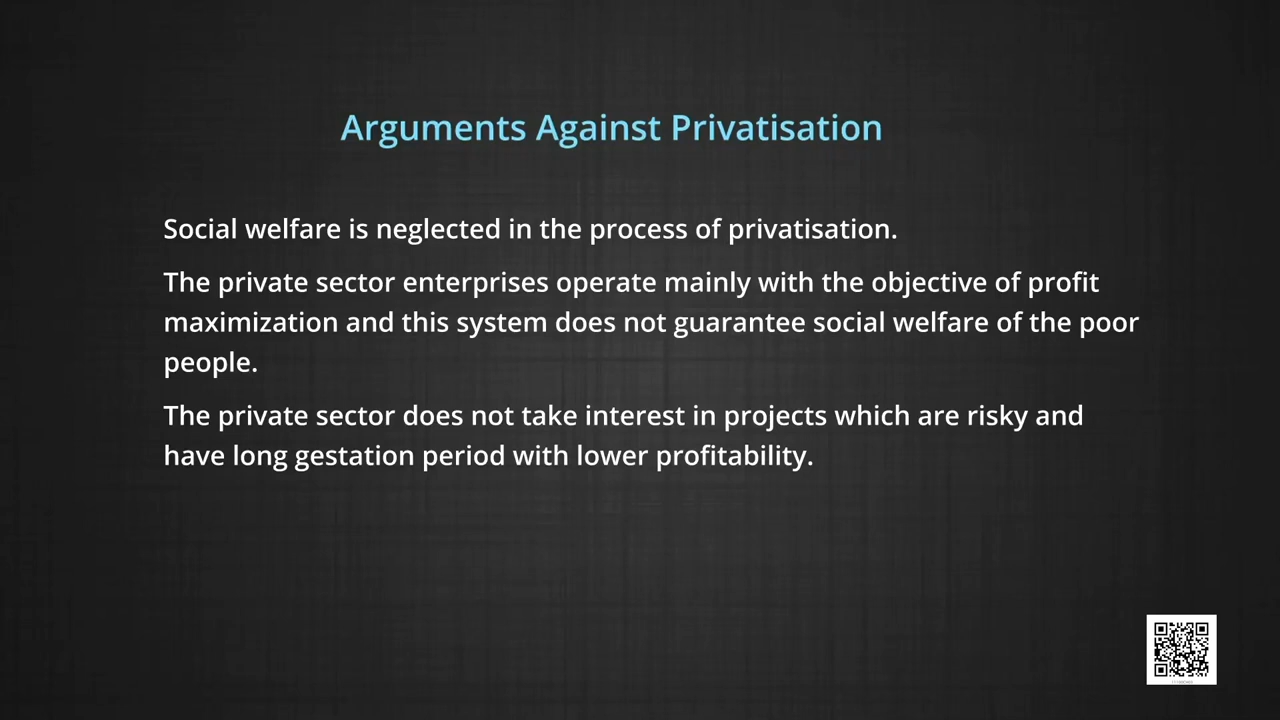 Arguments Against Privatisation
Social welfare is neglected in the process of privatisation.
The private sector enterprises operate mainly with the objective of profit
maximization and this system does not guarantee social welfare of the poor
people.
The private sector does not take interest in projects which are risky and
have long gestation period with lower profitability.